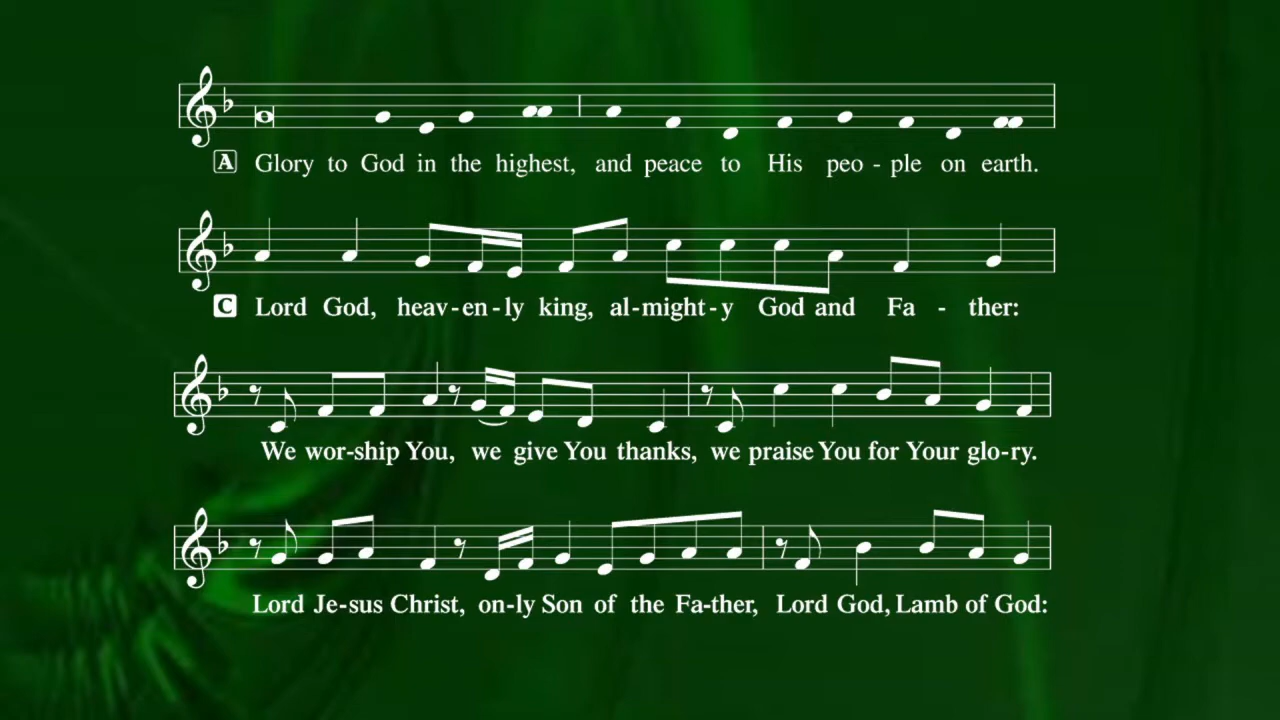 A Glory to God in the highest, and peace to His peo - ple on earth.
C Lord God, heav - en - ly king, al - might - y God and Fa - ther:
We wor-ship You, we give You thanks, we praise You for Your glo-ry.
Lord Je-sus Christ, on-ly Son of the Fa-ther, Lord God, Lamb of God: